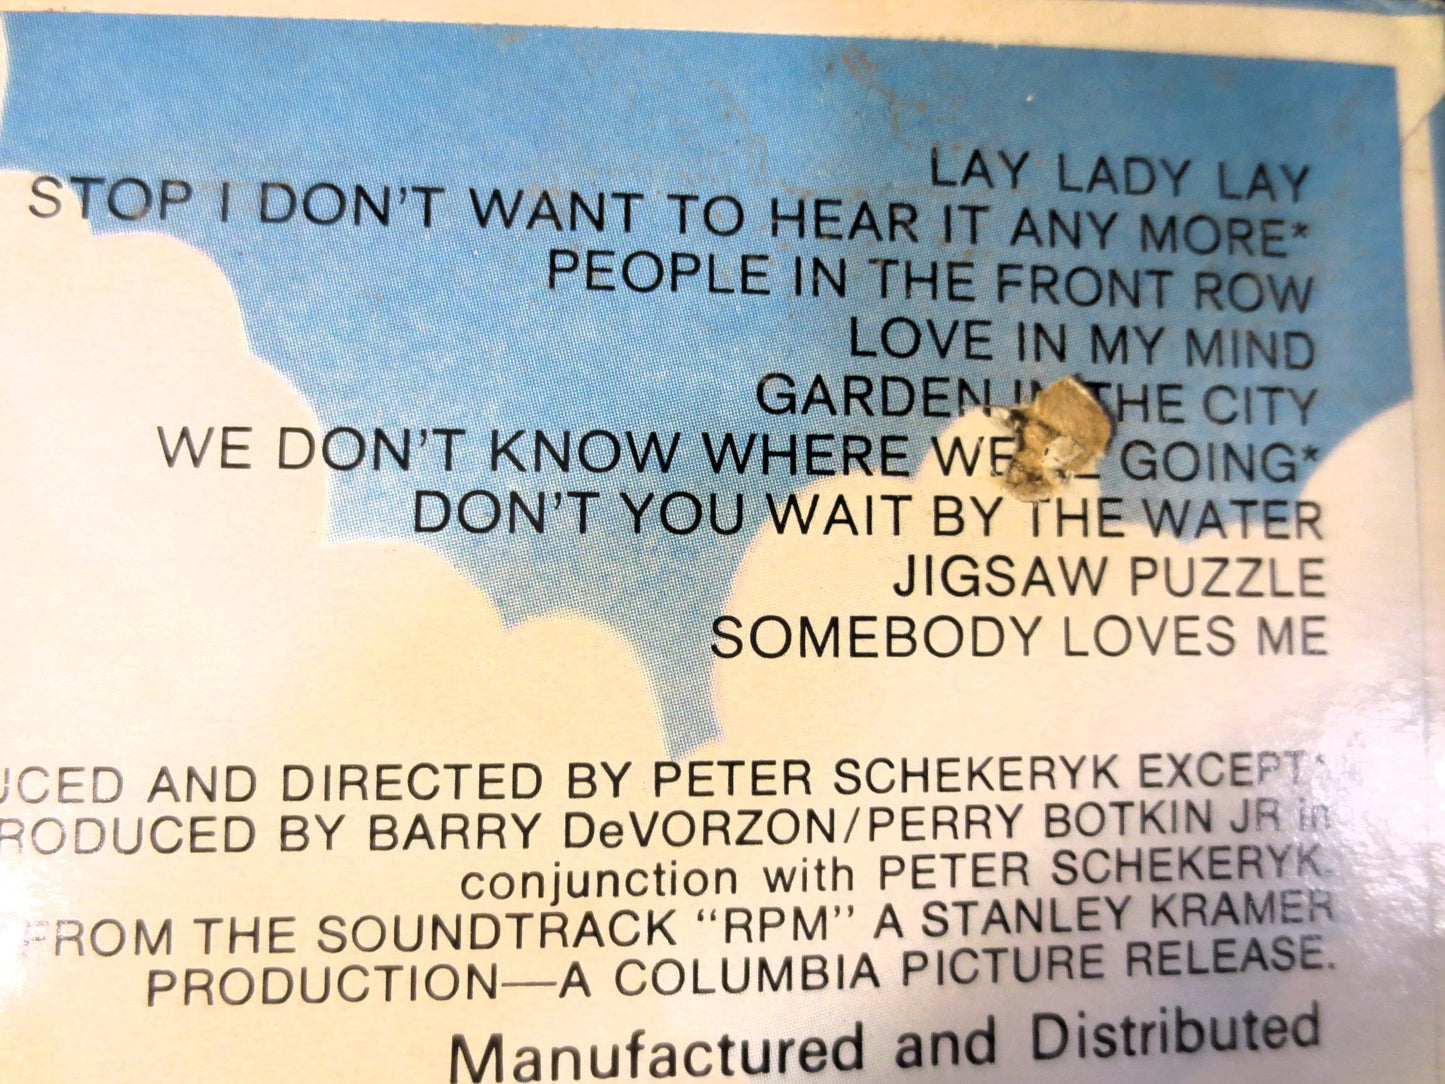 LAY LADY LAY
STOP I DON'T WANT TO HEAR IT ANY MORE*
PEOPLE IN THE FRONT ROW
LOVE IN MY MIND
GARDEN IN THE CITY
WE DON'T KNOW WHERE GOING*
DON'T YOU WAIT BY THE WATER
JIGSAW PUZZLE
SOMEBODY LOVES ME
UCED AND DIRECTED BY PETER SCHEKERYK EXCEPT*
RODUCED BY BARRY DeVORZON/PERRY BOTKIN JR in
conjunction with PETER SCHEKERYK.
FROM THE SOUNDTRACK "RPM" A STANLEY KRAMER
PRODUCTION—A COLUMBIA PICTURE RELEASE.
Manufactured and Distributed